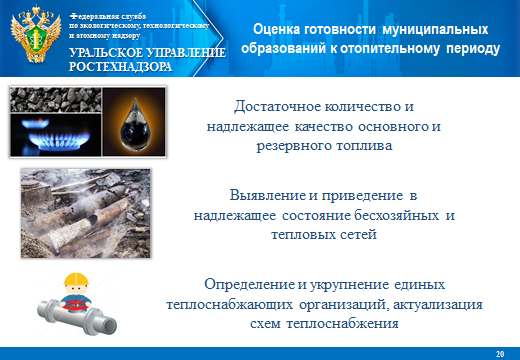 Федеральная служба
по экологическому, технологическому
и атомному надзору
УРАЛЬСКОЕ УПРАВЛЕНИЕ
РОСТЕХНАДЗОРА
Оценка готовности муниципальных
образований к отопительному периоду
Достаточное количество и
надлежащее качество основного и
резервного топлива
Выявление и приведение в
надлежащее состояние бесхозяйных и
тепловых сетей
Определение и укрупнение единых
теплоснабжающих организаций, актуализация
схем теплоснабжения
20